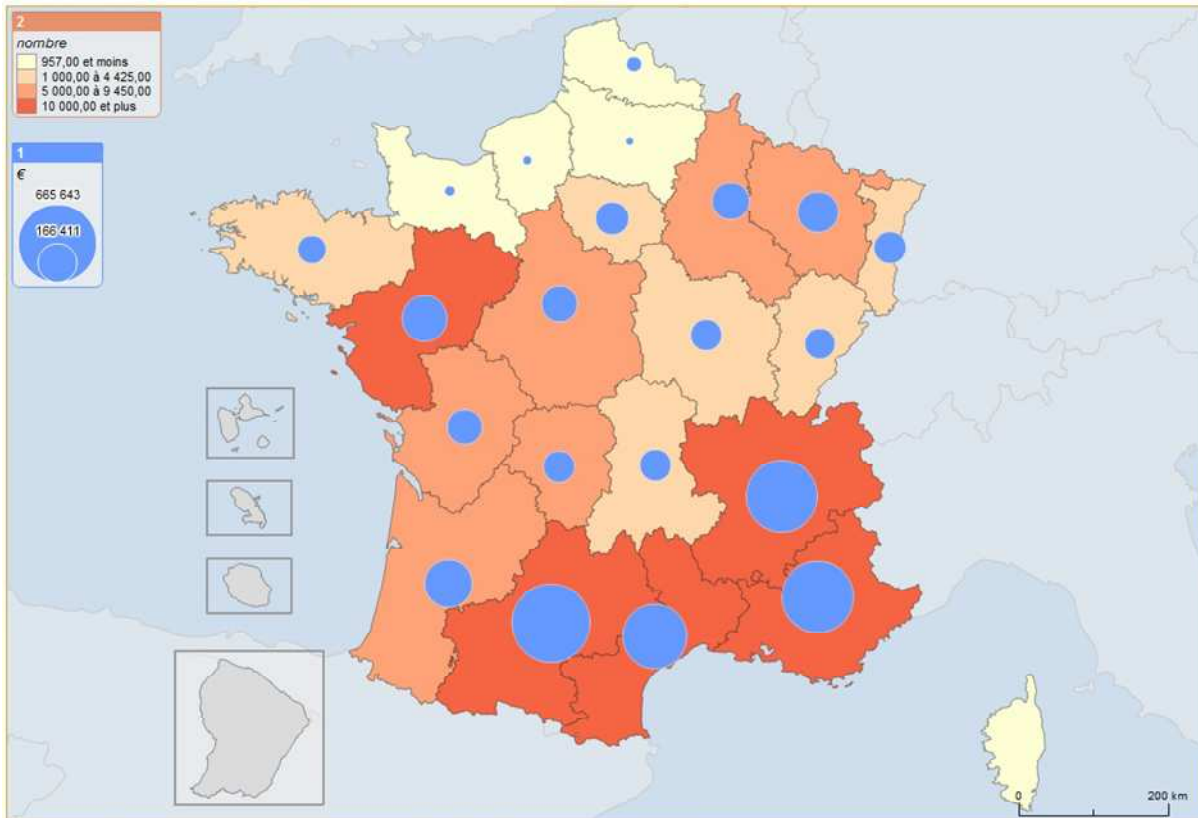 2
nombre
957,00 et moins
1 000,00 à 4 425,00
5 000,00 à 9 450,00
10 000,00 et plus
1
€
665 643
166 411
0 200 km